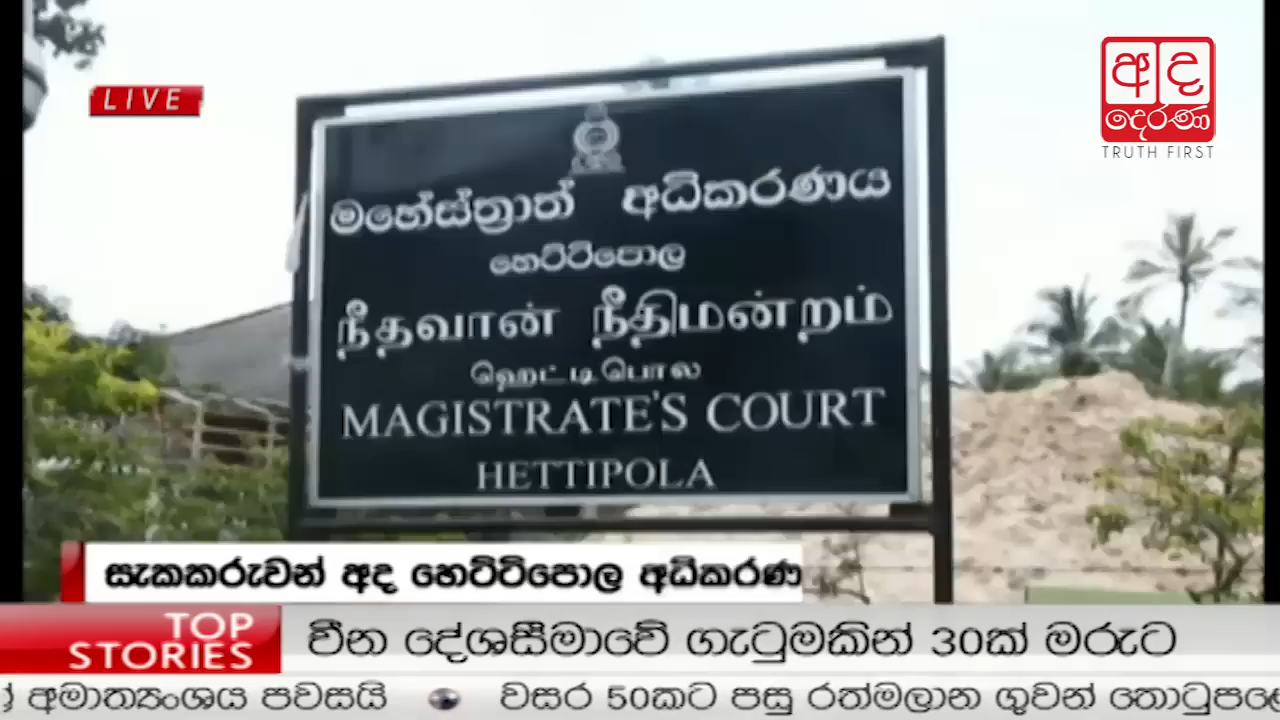 LIVE
අද
දෙරණ
TRUTH FIRST
මහේස්ත්‍රාත් අධිකරණය
හෙට්ටිපොල
நீதவான் நீதிமன்றம்
ஹெட்டிபொல
MAGISTRATE'S COURT
HETTIPOLA
සැකකරුවන් අද හෙට්ටිපොල අධිකරණ
TOP STORIES
චීන දේශසීමාවේ ගැටුමකින් 30ක් මරුට
අමාත්‍යංශය පවසයි වසර 50කට පසු රත්මලාන ගුවන්